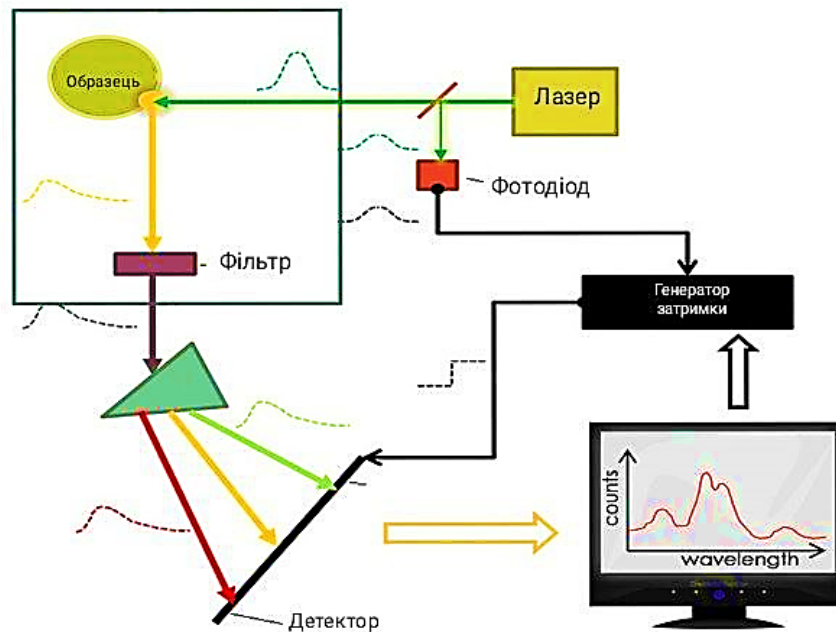 Образець
Лазер
Фотодіод
Фільтр
Генератор
затримки
counts
wavelength
Детектор